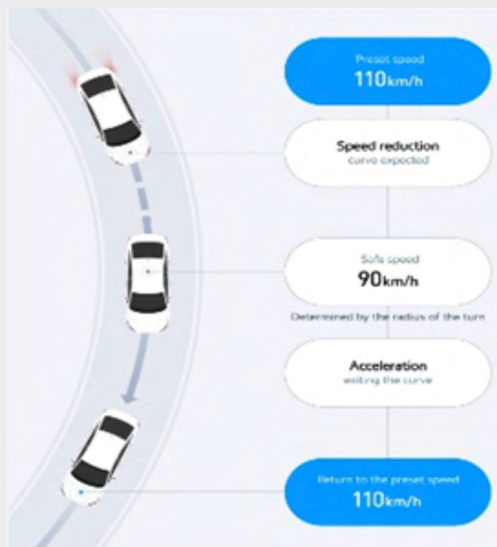 Preset speed
110km/h
Speed reduction
curve expected
Safe speed
90km/h
Determined by the radius of the turn
Acceleration
exiting the curve
Return to the preset speed
110km/h